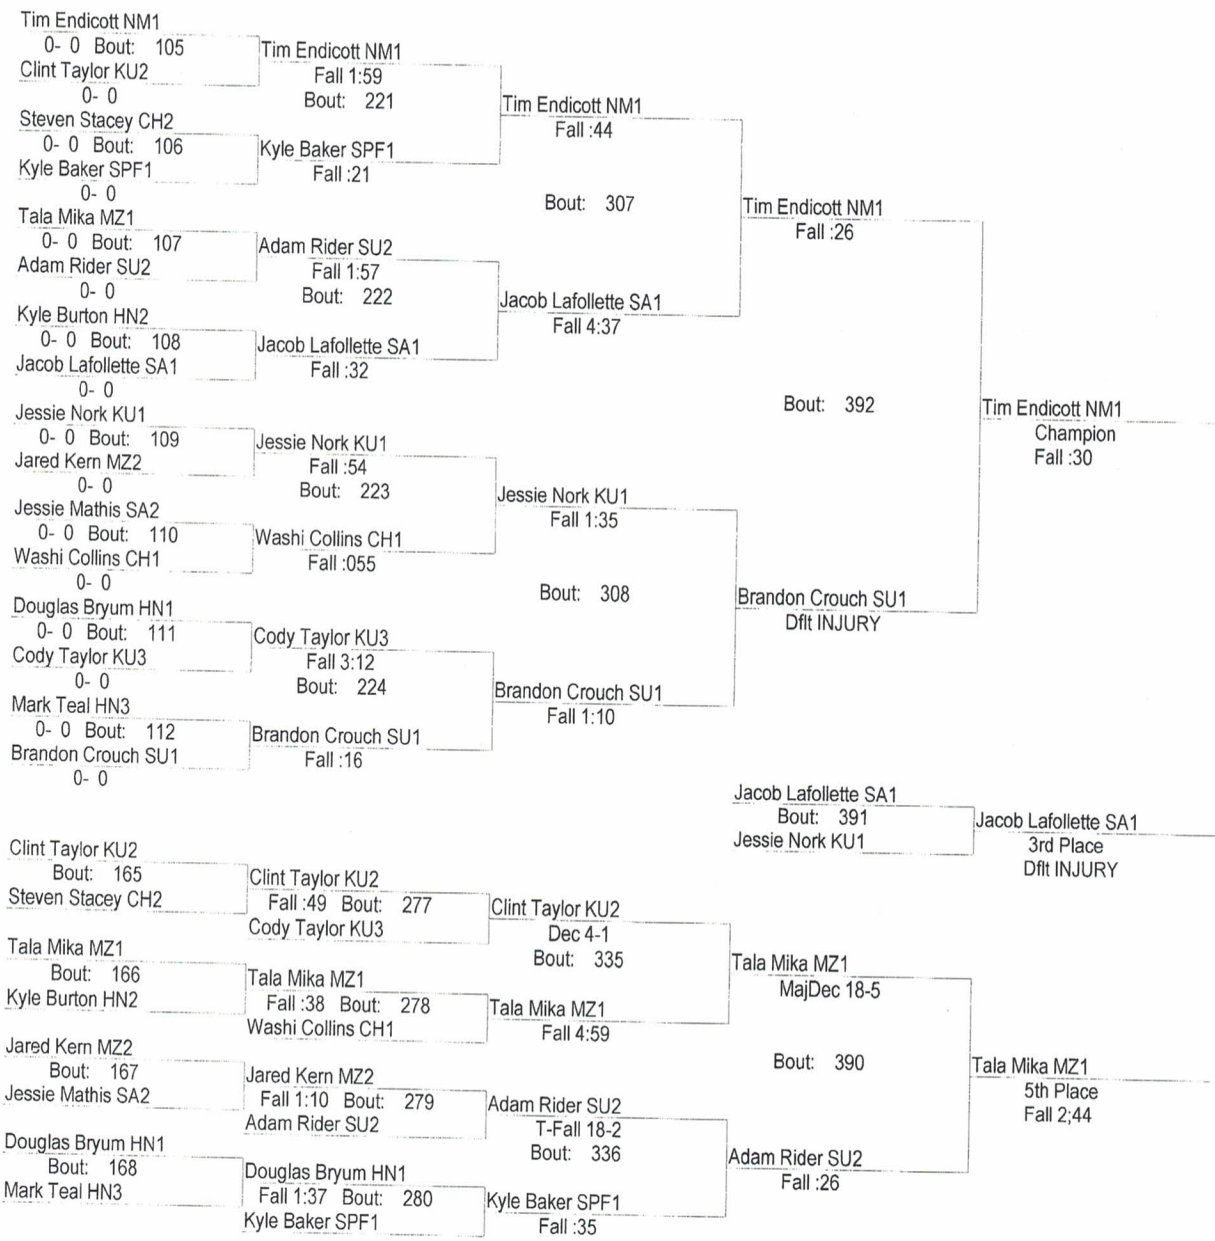 Tim Endicott NM1
0- 0 Bout: 105
Clint Taylor KU2
0- 0
Steven Stacey CH2
0- 0 Bout: 106
Kyle Baker SPF1
0- 0
Tala Mika MZ1
0- 0 Bout: 107
Adam Rider SU2
0- 0
Kyle Burton HN2
0- 0 Bout: 108
Jacob Lafollette SA1
0- 0
Jessie Nork KU1
0- 0 Bout: 109
Jared Kern MZ2
0- 0
Jessie Mathis SA2
0- 0 Bout: 110
Washi Collins CH1
0- 0
Douglas Bryum HN1
0- 0 Bout: 111
Cody Taylor KU3
0- 0
Mark Teal HN3
0- 0 Bout: 112
Brandon Crouch SU1
0- 0
Tim Endicott NM1
Fall 1:59
Bout: 221
Kyle Baker SPF1
Fall :21
Adam Rider SU2
Fall 1:57
Bout: 222
Jacob Lafollette SA1
Fall :32
Jessie Nork KU1
Fall :54
Bout: 223
Washi Collins CH1
Fall :055
Cody Taylor KU3
Fall 3:12
Bout: 224
Brandon Crouch SU1
Fall :16
Tim Endicott NM1
Fall :44
Bout: 307
Jacob Lafollette SA1
Fall 4:37
Jessie Nork KU1
Fall 1:35
Bout: 308
Brandon Crouch SU1
Fall 1:10
Tim Endicott NM1
Fall :26
Bout: 392
Brandon Crouch SU1
Dflt INJURY
Tim Endicott NM1
Champion
Fall :30
Jacob Lafollette SA1
Bout: 391
Jessie Nork KU1
Jacob Lafollette SA1
3rd Place
Dflt INJURY
Clint Taylor KU2
Bout: 165
Steven Stacey CH2
Tala Mika MZ1
Bout: 166
Kyle Burton HN2
Jared Kern MZ2
Bout: 167
Jessie Mathis SA2
Douglas Bryum HN1
Bout: 168
Mark Teal HN3
Clint Taylor KU2
Fall :49 Bout: 277
Cody Taylor KU3
Tala Mika MZ1
Fall :38 Bout: 278
Washi Collins CH1
Jared Kern MZ2
Fall 1:10 Bout: 279
Adam Rider SU2
Douglas Bryum HN1
Fall 1:37 Bout: 280
Kyle Baker SPF1
Clint Taylor KU2
Dec 4-1
Bout: 335
Tala Mika MZ1
Fall 4:59
Adam Rider SU2
T-Fall 18-2
Bout: 336
Kyle Baker SPF1
Fall :35
Tala Mika MZ1
MajDec 18-5
Bout: 390
Adam Rider SU2
Fall :26
Tala Mika MZ1
5th Place
Fall 2;44